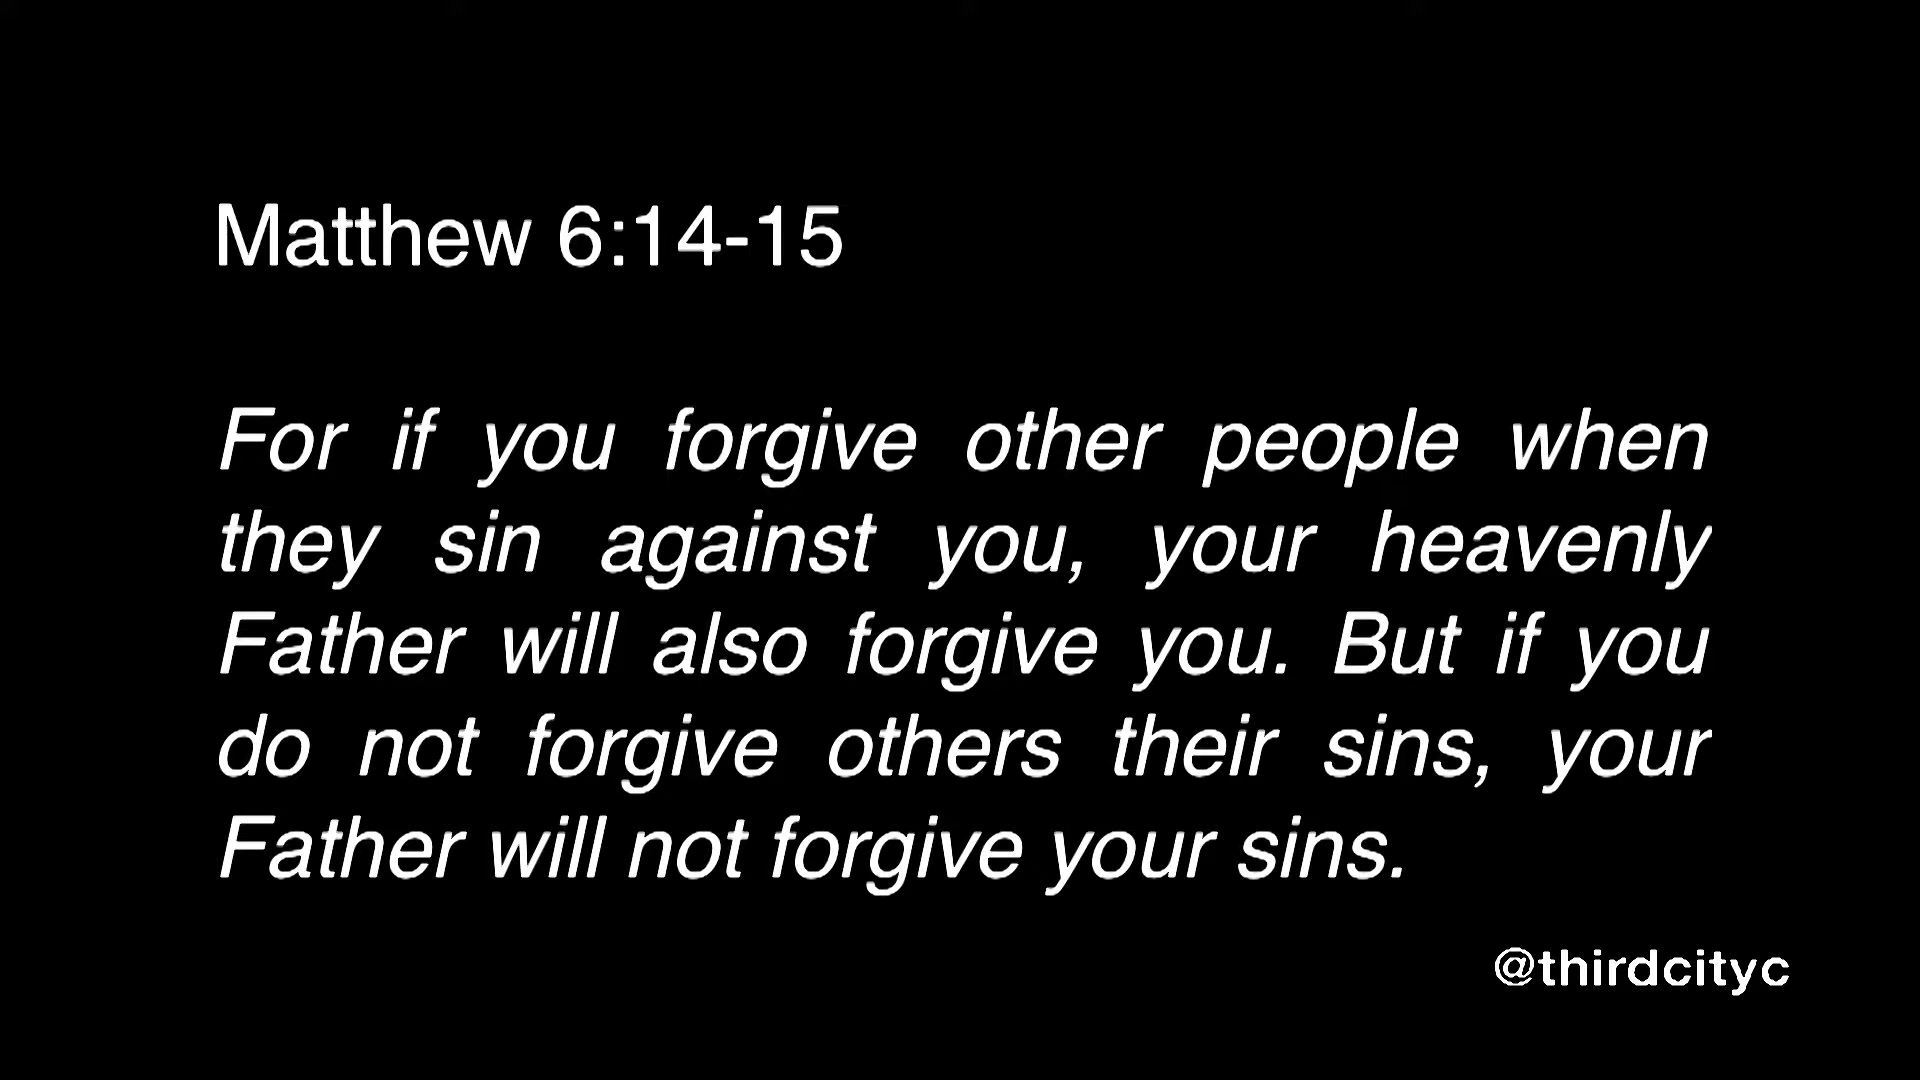 Matthew 6:14-15
For if you forgive other people when
they sin against you, your heavenly
Father will also forgive you. But if you
do not forgive others their sins, your
Father will not forgive your sins.
@thirdcityc